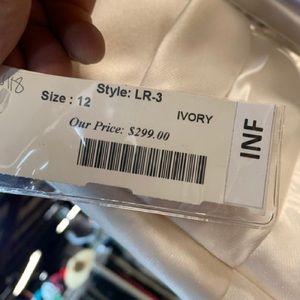 Style: LR-3
Size : 12
IVORY
Our Price: $299.00
INF